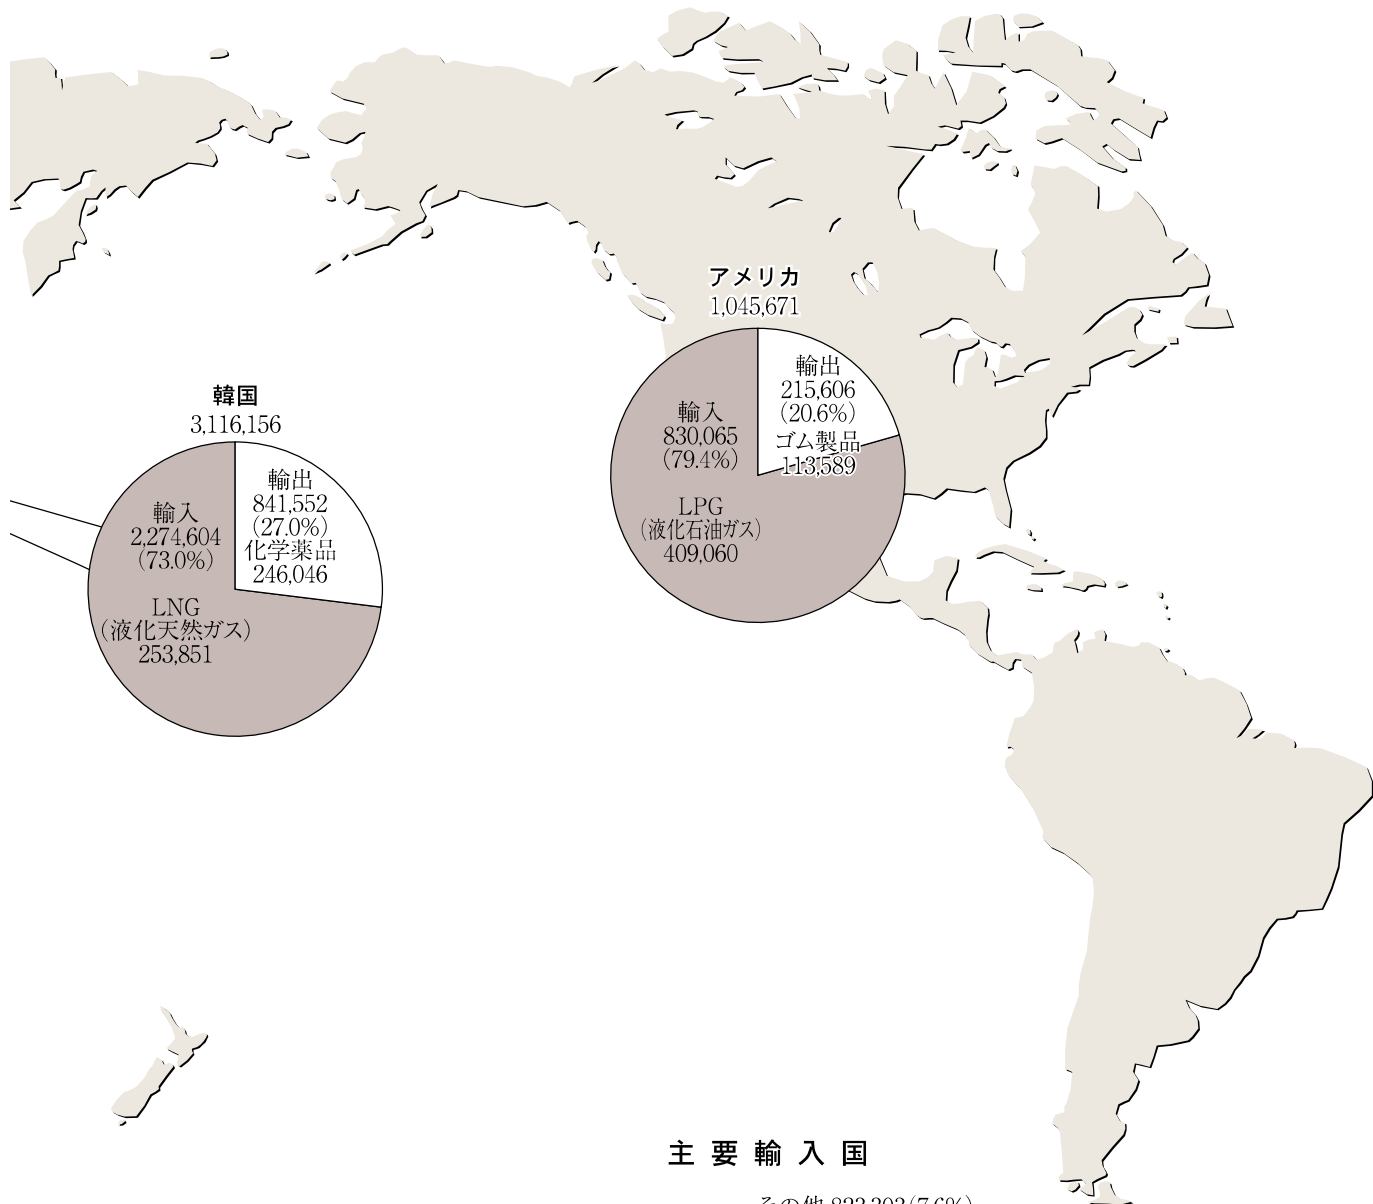 アメリカ
1,045,671
輸出
215,606
(20.6%)
ゴム製品
113,589
輸入
830,065
(79.4%)
LPG
(液化石油ガス)
409,060
韓国
3,116,156
輸出
841,552
(27.0%)
化学薬品
246,046
輸入
2,274,604
(73.0%)
LNG
(液化天然ガス)
253,851
主要輸入国